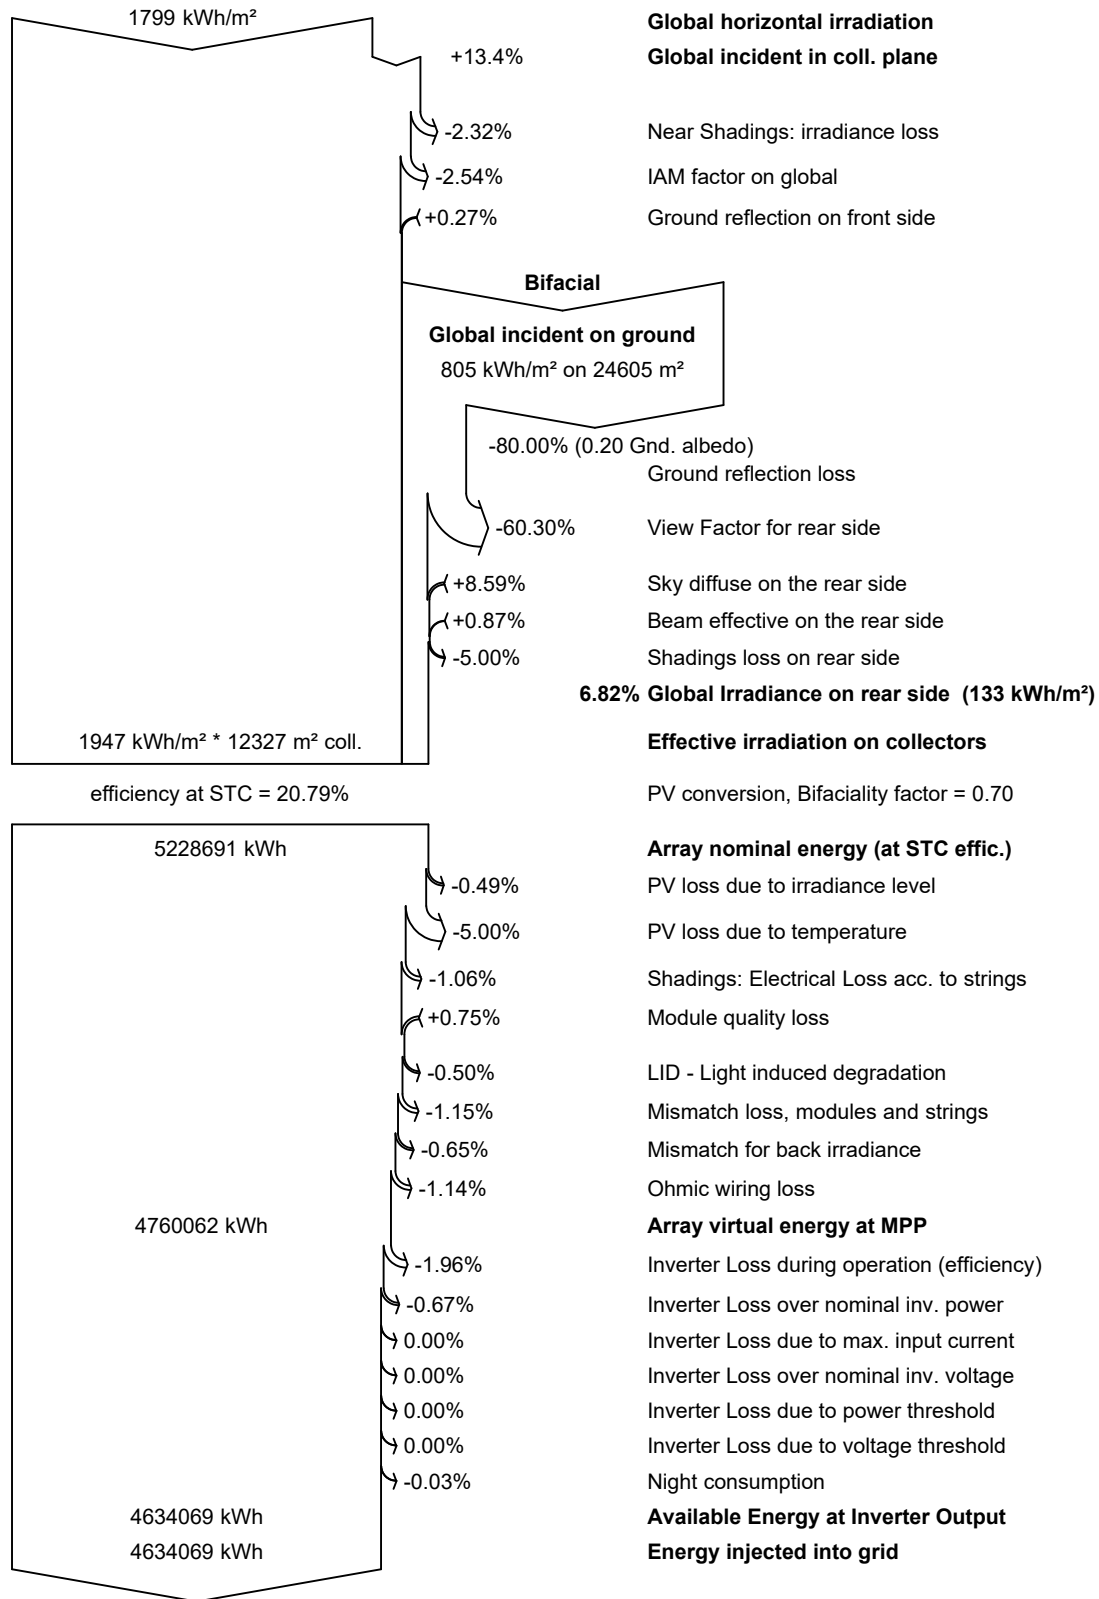 1799 kWh/m² Global horizontal irradiation
+13.4% Global incident in coll. plane
-2.32% Near Shadings: irradiance loss
-2.54% IAM factor on global
+0.27% Ground reflection on front side
Bifacial
Global incident on ground
805 kWh/m² on 24605 m²
-80.00% (0.20 Gnd. albedo)
Ground reflection loss
-60.30% View Factor for rear side
+8.59% Sky diffuse on the rear side
+0.87% Beam effective on the rear side
-5.00% Shadings loss on rear side
6.82% Global Irradiance on rear side (133 kWh/m²)
1947 kWh/m² * 12327 m² coll. Effective irradiation on collectors
efficiency at STC = 20.79% PV conversion, Bifaciality factor = 0.70
5228691 kWh Array nominal energy (at STC effic.)
-0.49% PV loss due to irradiance level
-5.00% PV loss due to temperature
-1.06% Shadings: Electrical Loss acc. to strings
+0.75% Module quality loss
-0.50% LID - Light induced degradation
-1.15% Mismatch loss, modules and strings
-0.65% Mismatch for back irradiance
-1.14% Ohmic wiring loss
4760062 kWh Array virtual energy at MPP
-1.96% Inverter Loss during operation (efficiency)
-0.67% Inverter Loss over nominal inv. power
0.00% Inverter Loss due to max. input current
0.00% Inverter Loss over nominal inv. voltage
0.00% Inverter Loss due to power threshold
0.00% Inverter Loss due to voltage threshold
-0.03% Night consumption
4634069 kWh Available Energy at Inverter Output
4634069 kWh Energy injected into grid